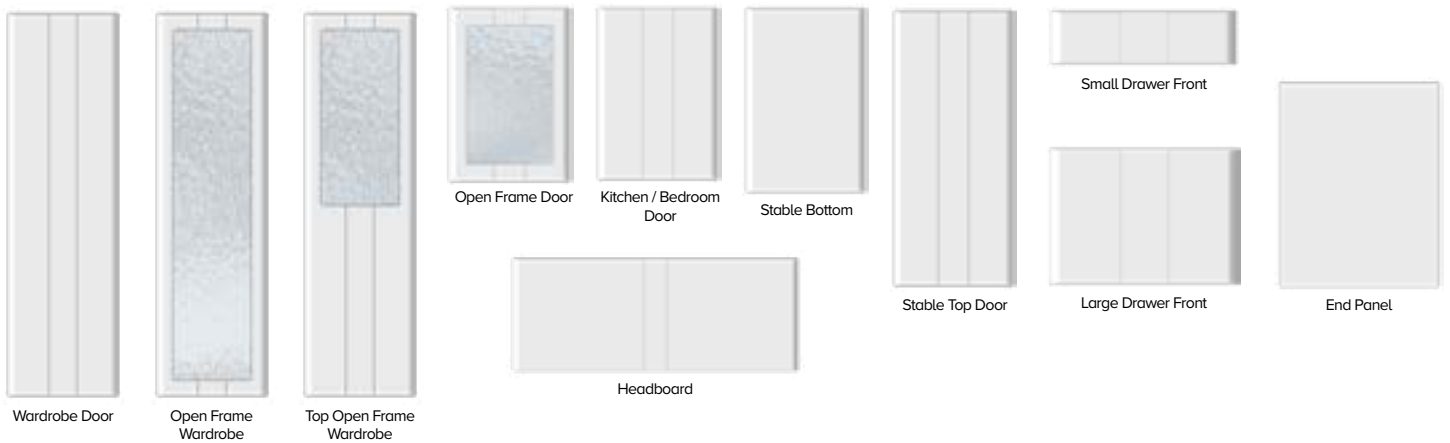 Wardrobe Door
Open Frame
Wardrobe
Top Open Frame
Wardrobe
Open Frame Door
Kitchen / Bedroom
Door
Stable Bottom
Headboard
Stable Top Door
Small Drawer Front
Large Drawer Front
End Panel